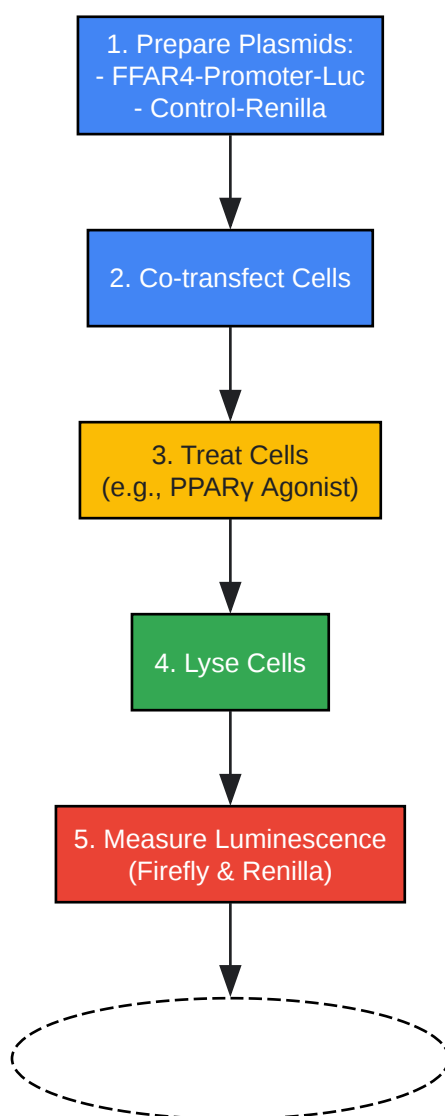 1. Prepare Plasmids:
- FFAR4-Promoter-Luc
- Control-Renilla
2. Co-transfect Cells
3. Treat Cells
(e.g., PPARγ Agonist)
4. Lyse Cells
5. Measure Luminescence
(Firefly & Renilla)